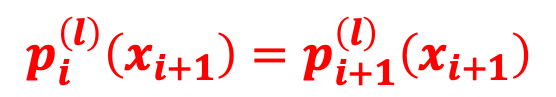 $p_i^{(l)}(x_{i+1}) = p_{i+1}^{(l)}(x_{i+1})$